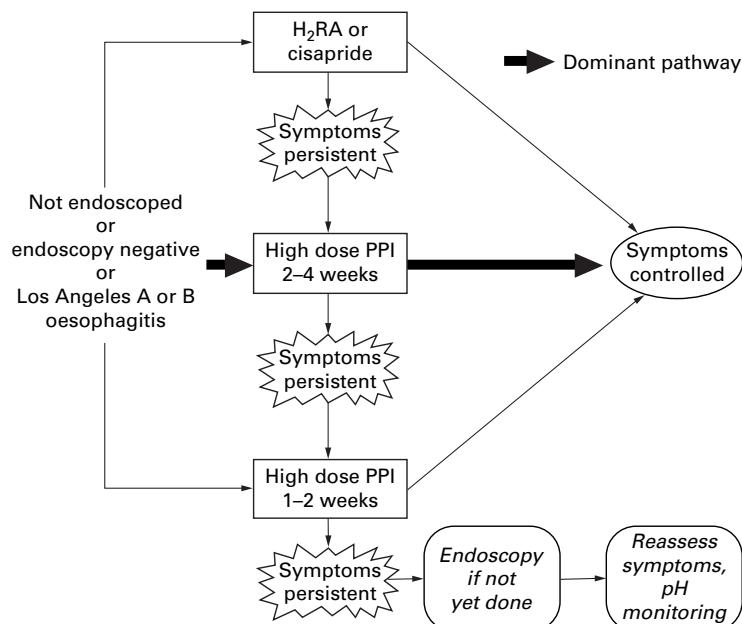 H₂RA or
cisapride
Dominant pathway
Symptoms
persistent
Not endoscoped
or
endoscopy negative
or
Los Angeles A or B
oesophagitis
High dose PPI
2–4 weeks
Symptoms
controlled
Symptoms
persistent
High dose PPI
1–2 weeks
Symptoms
persistent
Endoscopy
if not
yet done
Reassess
symptoms,
pH
monitoring